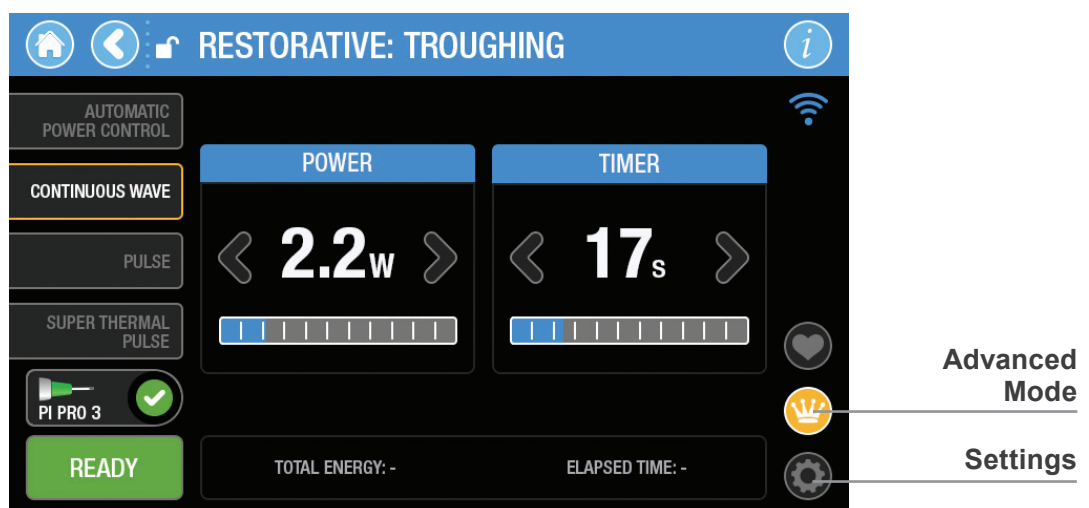 RESTORATIVE: TROUGHING
i
AUTOMATIC
POWER CONTROL
CONTINUOUS WAVE
PULSE
SUPER THERMAL
PULSE
PI PRO 3
READY
POWER
2.2W
TIMER
17s
TOTAL ENERGY: -
ELAPSED TIME: -
Advanced
Mode
Settings